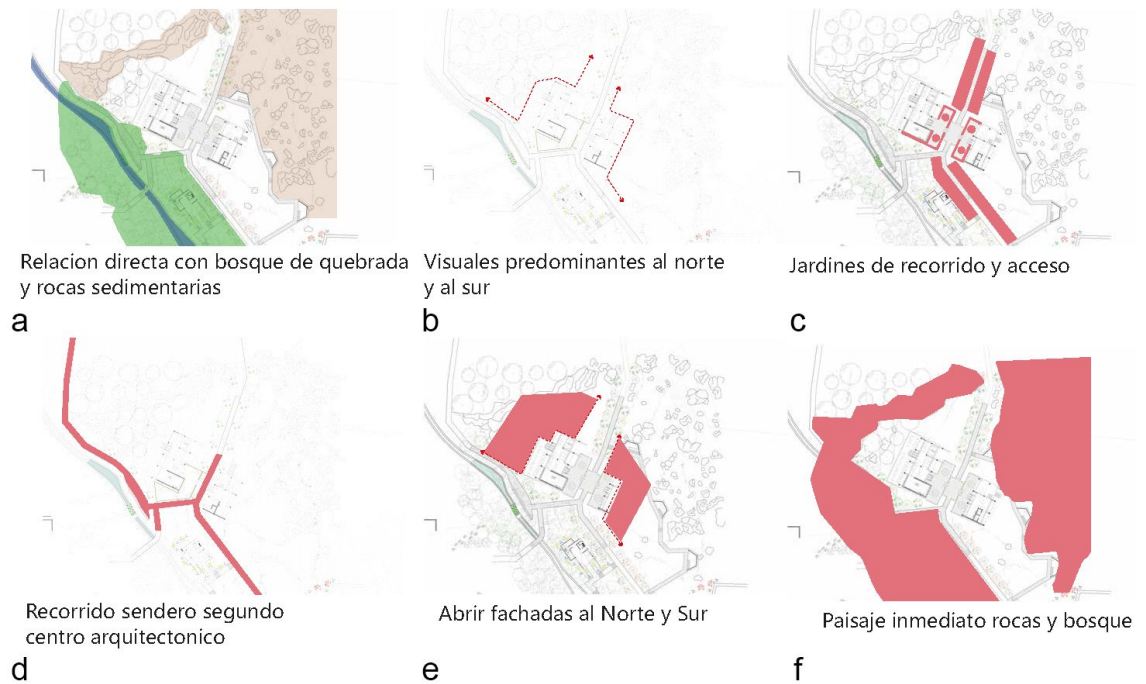 Relacion directa con bosque de quebrada
y rocas sedimentarias
a
Visuales predominantes al norte
y al sur
b
Jardines de recorrido y acceso
c
Recorrido sendero segundo
centro arquitectonico
d
Abrir fachadas al Norte y Sur
e
Paisaje inmediato rocas y bosque
f